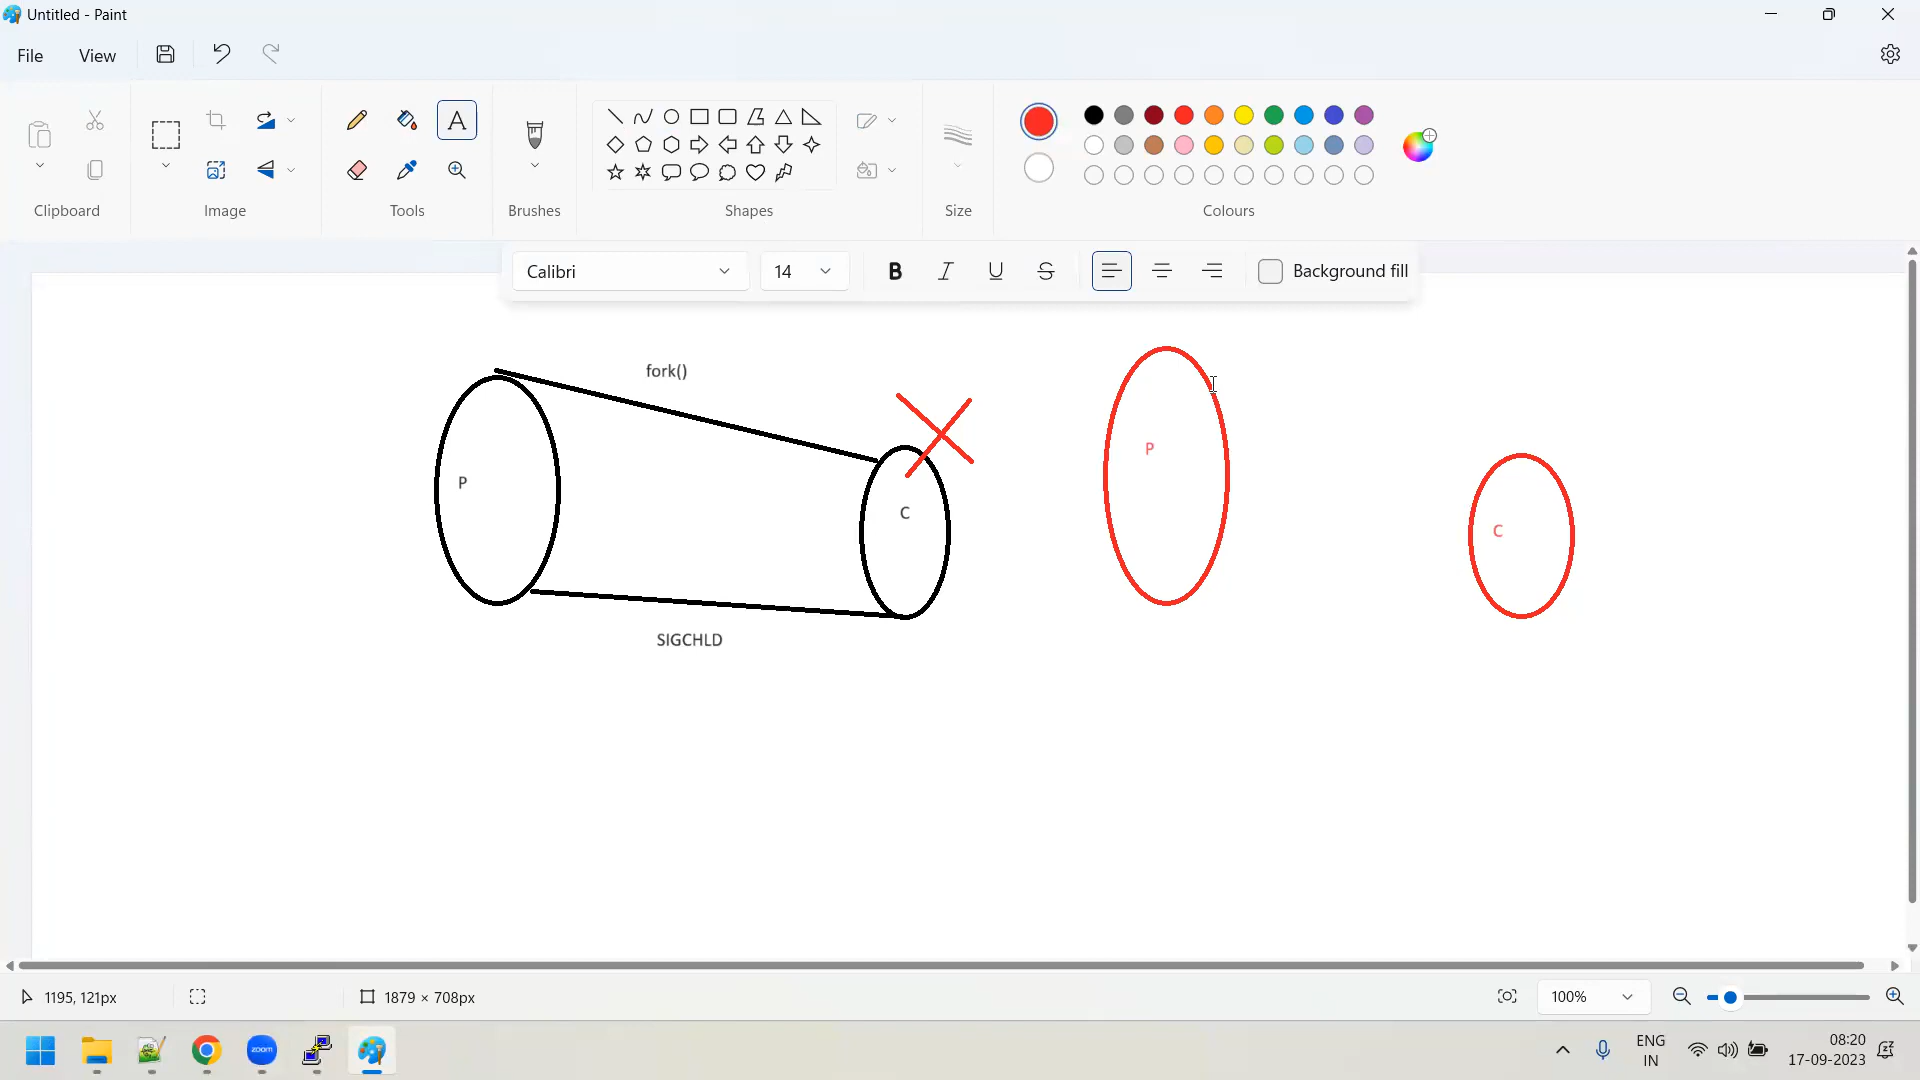 Untitled - Paint
File View
Clipboard Image Tools Brushes Shapes Size Colours
Calibri 14 B I U S Background fill
fork()
P
P
C
C
SIGCHLD
1195, 121px 1879 × 708px 100%
zoom ENG 08:20
IN 17-09-2023